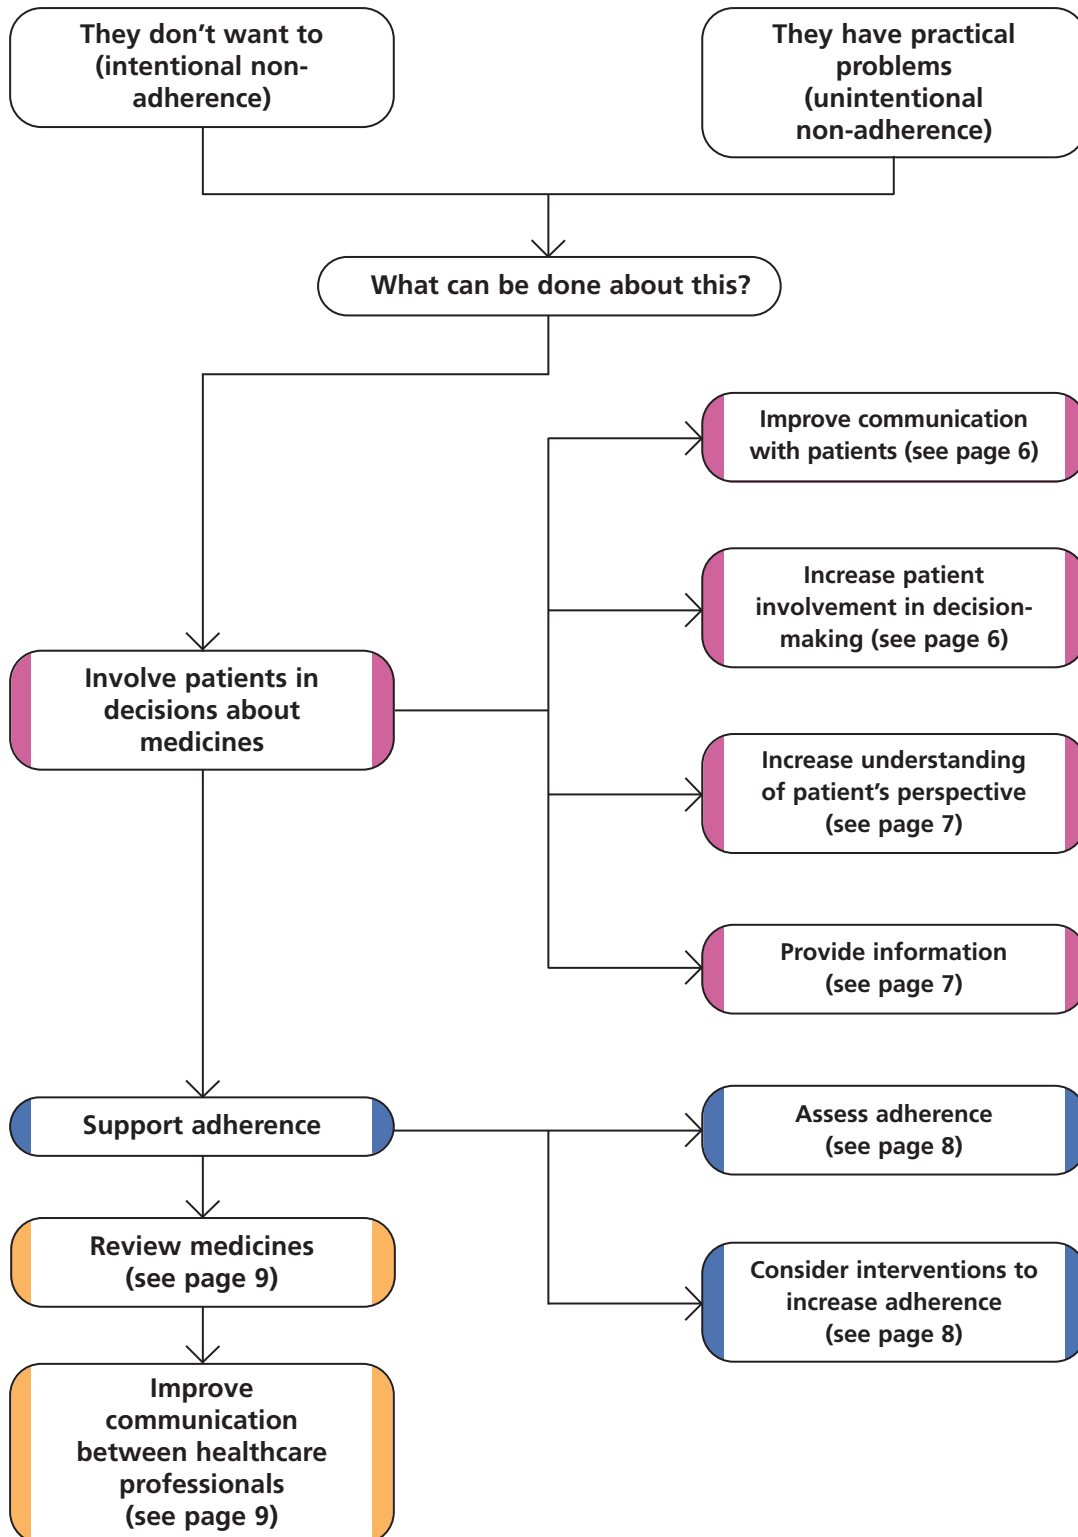 They don’t want to
(intentional non-
adherence)
They have practical
problems
(unintentional
non-adherence)
What can be done about this?
Improve communication
with patients (see page 6)
Increase patient
involvement in decision-
making (see page 6)
Involve patients in
decisions about
medicines
Increase understanding
of patient’s perspective
(see page 7)
Provide information
(see page 7)
Support adherence
Assess adherence
(see page 8)
Review medicines
(see page 9)
Consider interventions to
increase adherence
(see page 8)
Improve
communication
between healthcare
professionals
(see page 9)